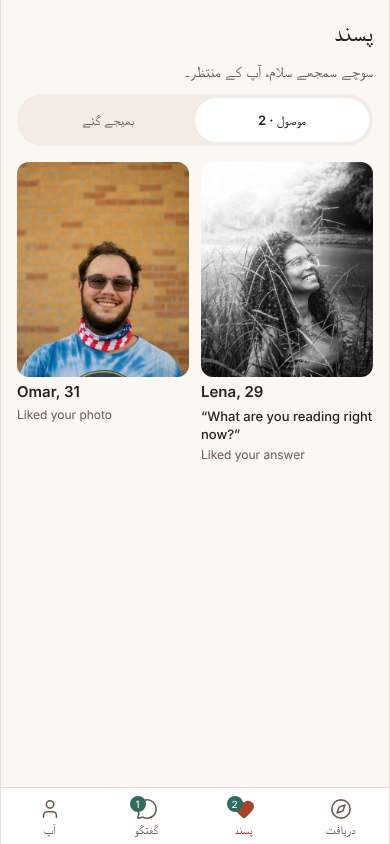 پسند
سوچے سمجھے سلام، آپ کے منتظر۔
موصول · 2
بھیجے گئے
Lena, 29
“What are you reading right
now?”
Liked your answer
Omar, 31
Liked your photo
دریافت
2
پسند
1
گفتگو
آپ